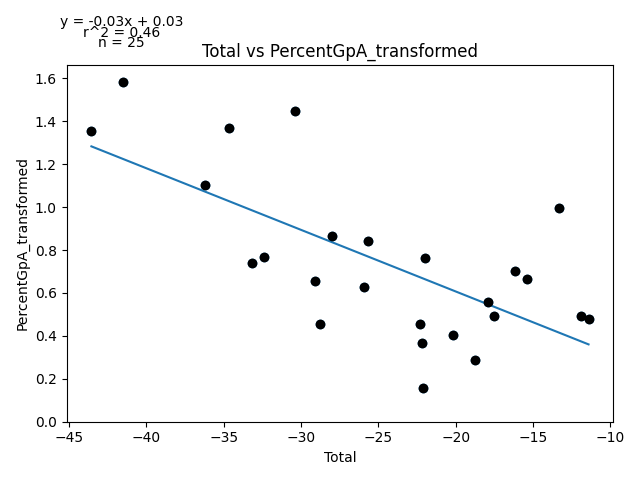 y = -0.03x + 0.03
r^2 = 0.46
n = 25
Total vs PercentGpA_transformed
PercentGpA_transformed
1.6
1.4
1.2
1.0
0.8
0.6
0.4
0.2
0.0
−45 −40 −35 −30 −25 −20 −15 −10
Total